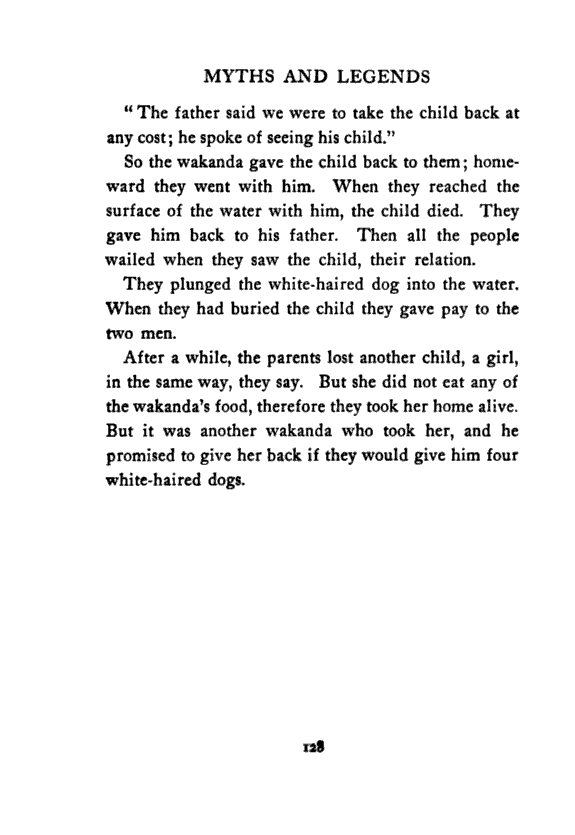 MYTHS AND LEGENDS
“ The father said we were to take the child back at
any cost; he spoke of seeing his child.”
So the wakanda gave the child back to them; home-
ward they went with him. When they reached the
surface of the water with him, the child died. They
gave him back to his father. Then all the people
wailed when they saw the child, their relation.
They plunged the white-haired dog into the water.
When they had buried the child they gave pay to the
two men.
After a while, the parents lost another child, a girl,
in the same way, they say. But she did not eat any of
the wakanda’s food, therefore they took her home alive.
But it was another wakanda who took her, and he
promised to give her back if they would give him four
white-haired dogs.
128